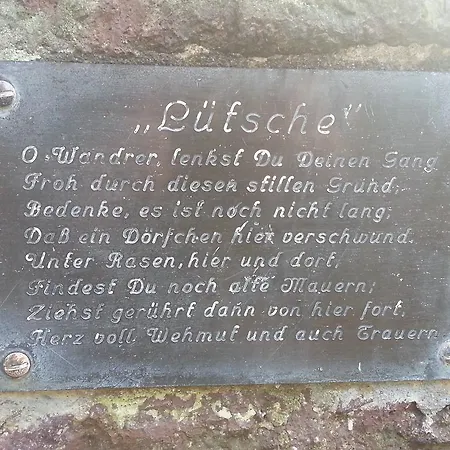 „Lütsche"
O Wandrer, lenkst Du Deinen Gang
Froh durch diesen stillen Grund;
Bedenke, es ist noch nicht lang;
Daß ein Dörfchen hier verschwund.
Unter Rasen, hier und dort,
Findest Du noch alte Mauern;
Ziehst gerührt dann von hier fort,
Herz voll Wehmut und auch Trauern